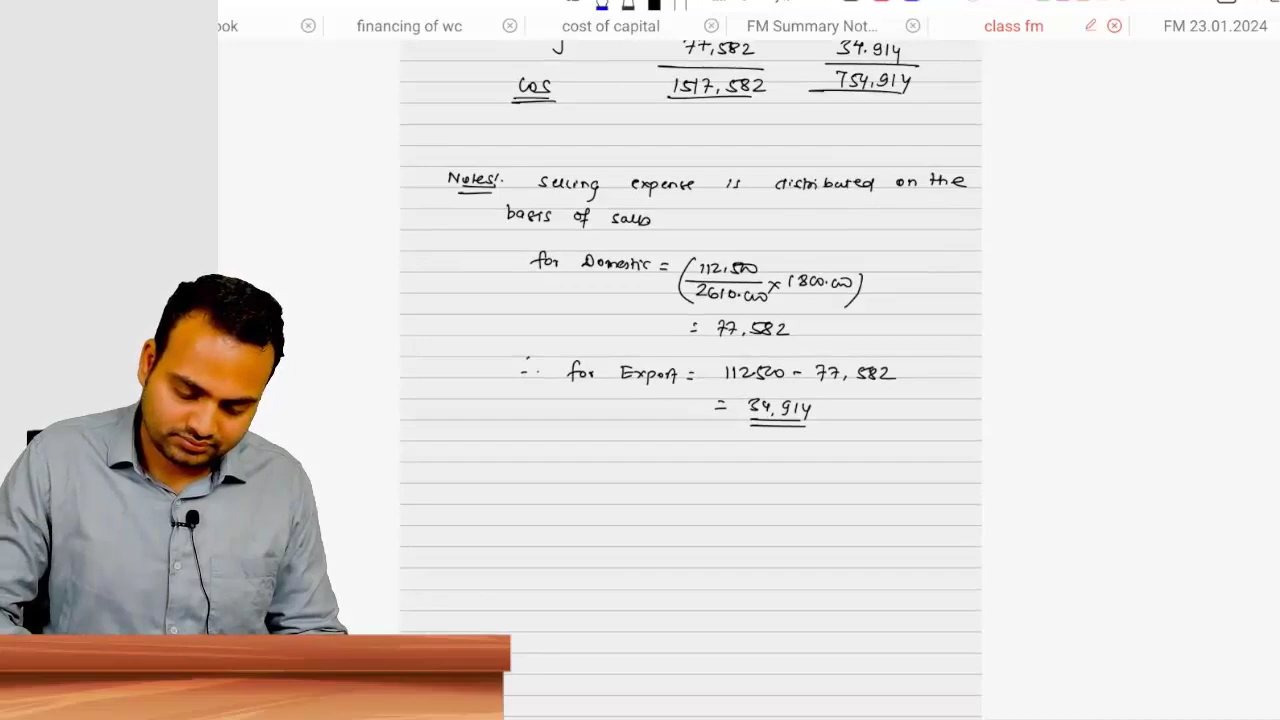 ook financing of wc cost of capital FM Summary Not... class fm FM 23.01.2024
77,582 34.914
COS 1517,582 754,914
Notes: Selling expense is distributed on the
basis of sales
for Domestic = (112,500 / 2610.00 × 1800.00)
= 77,582
∴ for Export = 112500 - 77,582
= 34,914